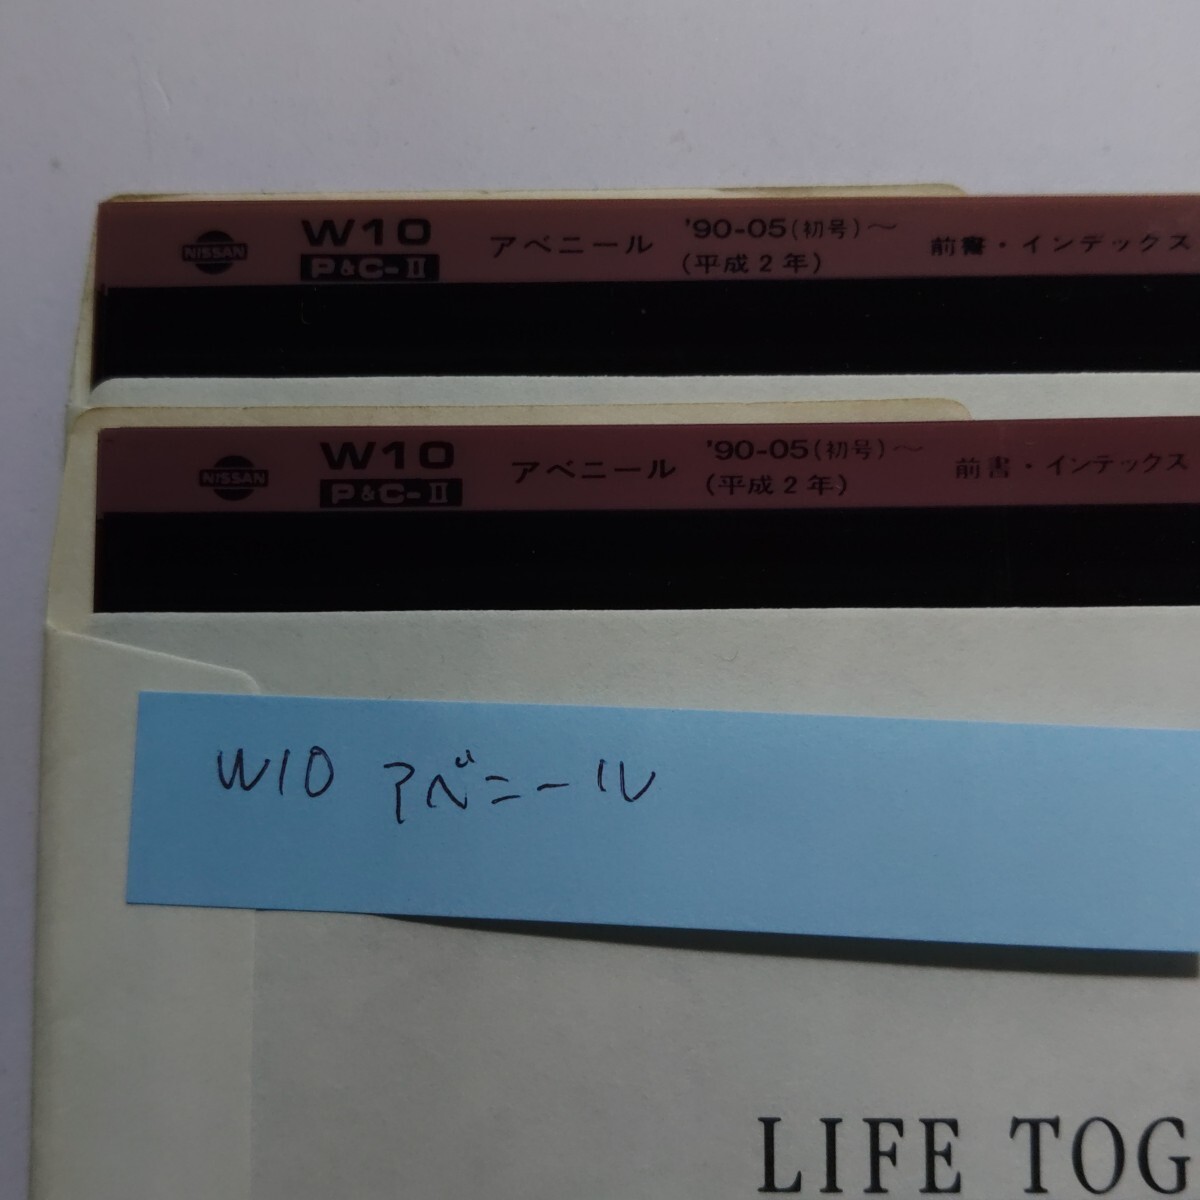 NISSAN W10 アベニール '90-05(初号)～ 前書・インデックス
P&C-II (平成2年)
NISSAN W10 アベニール '90-05(初号)～ 前書・インデックス
P&C-II (平成2年)
W10 アベニール
LIFE TOG